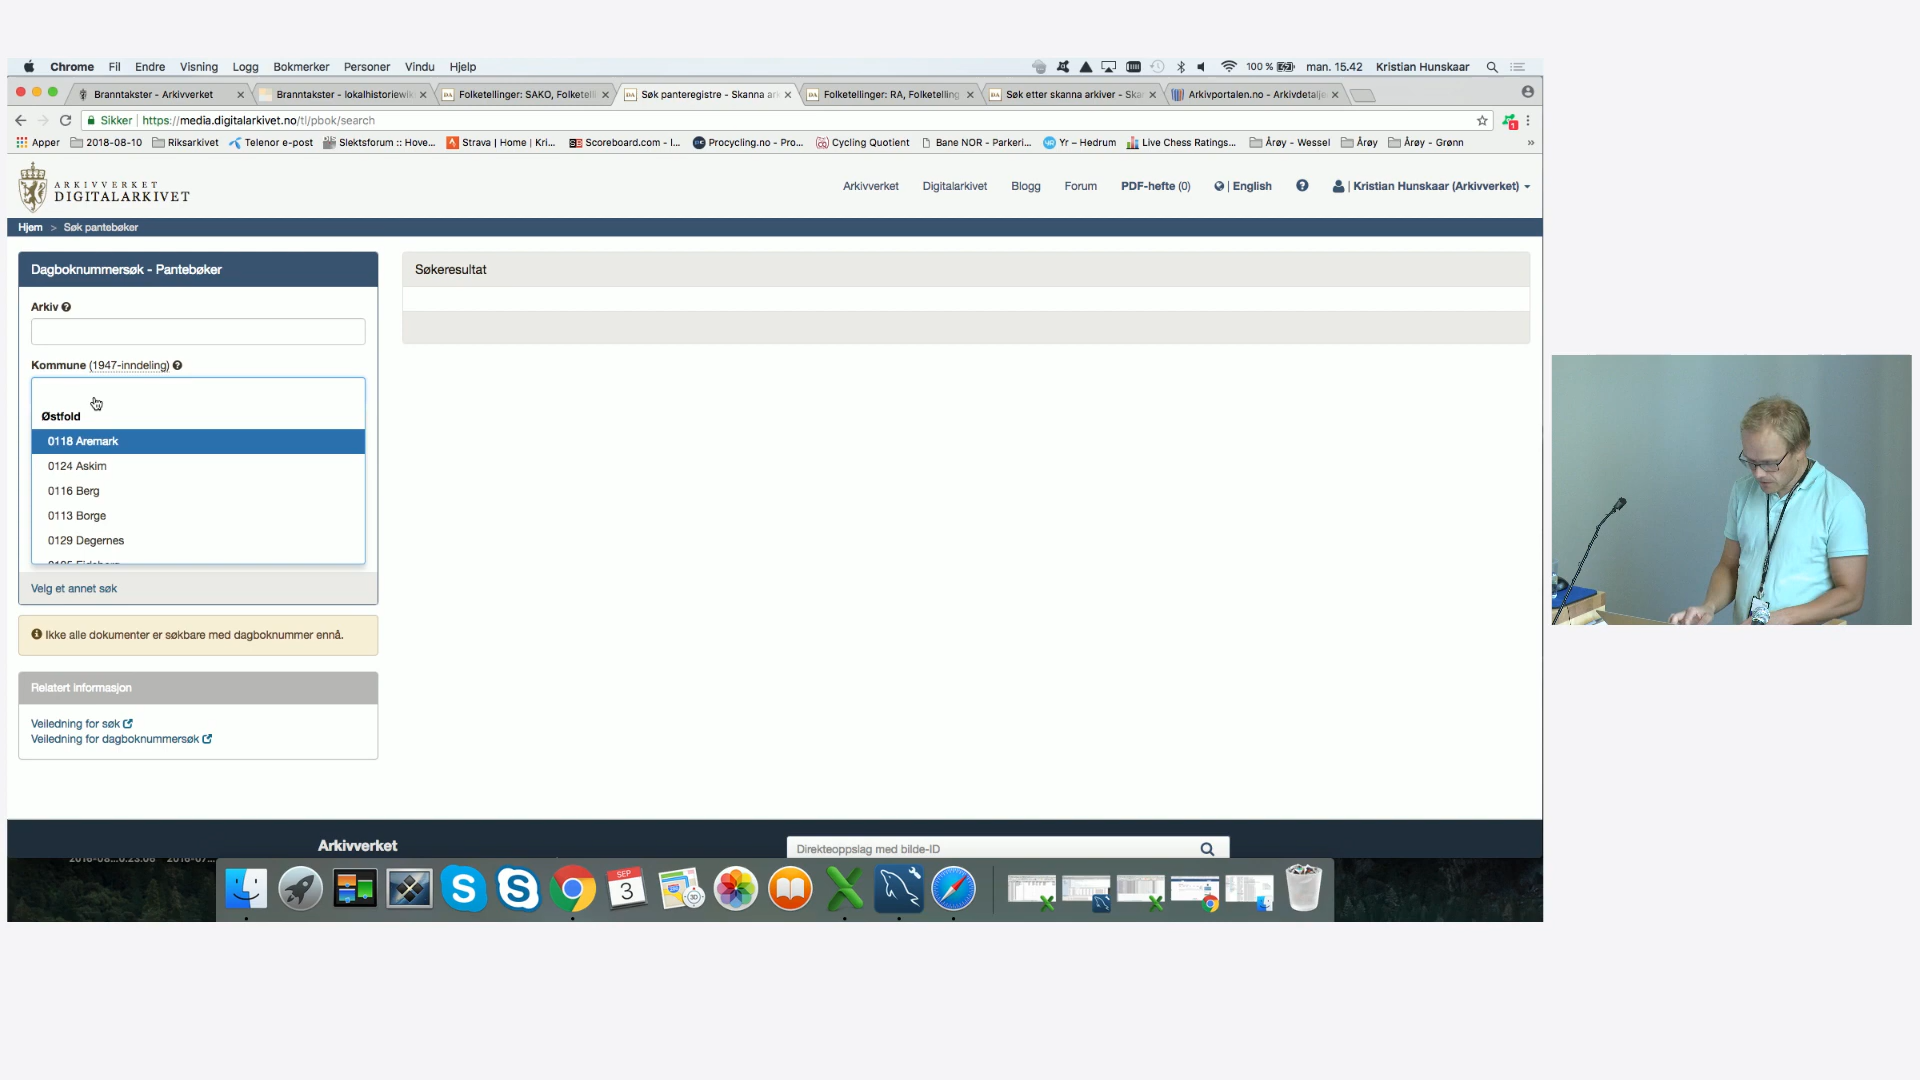 Chrome Fil Endre Visning Logg Bokmerker Personer Vindu Hjelp 100 % man. 15.42 Kristian Hunskaar
Branntakster - Arkivverket Branntakster - lokalhistoriewi Folketellinger: SAKO, Folketell Søk panteregistre - Skanna ar Folketellinger: RA, Folketelling Søk etter skanna arkiver - Ska Arkivportalen.no - Arkivdetalje
Sikker https://media.digitalarkivet.no/tl/pbok/search
Apper 2018-08-10 Riksarkivet Telenor e-post Slektsforum :: Hove... Strava | Home | Kri... Scoreboard.com - l... Procycling.no - Pro... Cycling Quotient Bane NOR - Parkeri... Yr – Hedrum Live Chess Ratings... Årøy - Wessel Årøy Årøy - Grønn »
ARKIVVERKET
DIGITALARKIVET
Arkivverket Digitalarkivet Blogg Forum PDF-hefte (0) | English | Kristian Hunskaar (Arkivverket)
Hjem > Søk pantebøker
Dagboknummersøk - Pantebøker
Søkeresultat
Arkiv
Kommune (1947-inndeling)
Østfold
0118 Aremark
0124 Askim
0116 Berg
0113 Borge
0129 Degernes
Velg et annet søk
Ikke alle dokumenter er søkbare med dagboknummer ennå.
Relatert informasjon
Veiledning for søk
Veiledning for dagboknummersøk
Arkivverket
Direkteoppslag med bilde-ID
SEP
3
3D